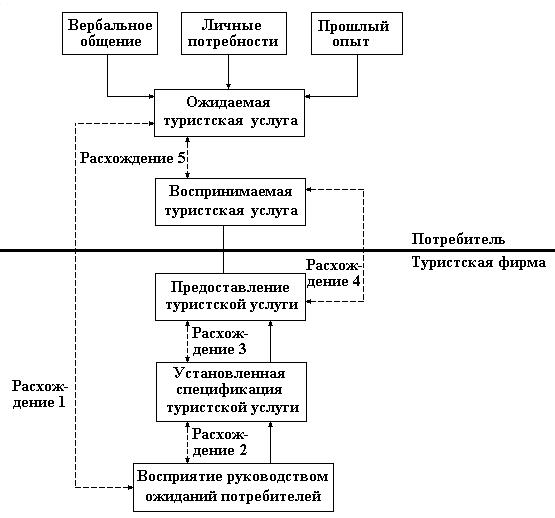 Вербальное
общение
Личные
потребности
Прошлый
опыт
Ожидаемая
туристская услуга
Расхождение 5
Воспринимаемая
туристская услуга
Потребитель
Туристская фирма
Расхож-
дение 4
Предоставление
туристской услуги
Расхож-
дение 3
Установленная
спецификация
туристской услуги
Расхож-
дение 1
Расхож-
дение 2
Восприятие руководством
ожиданий потребителей